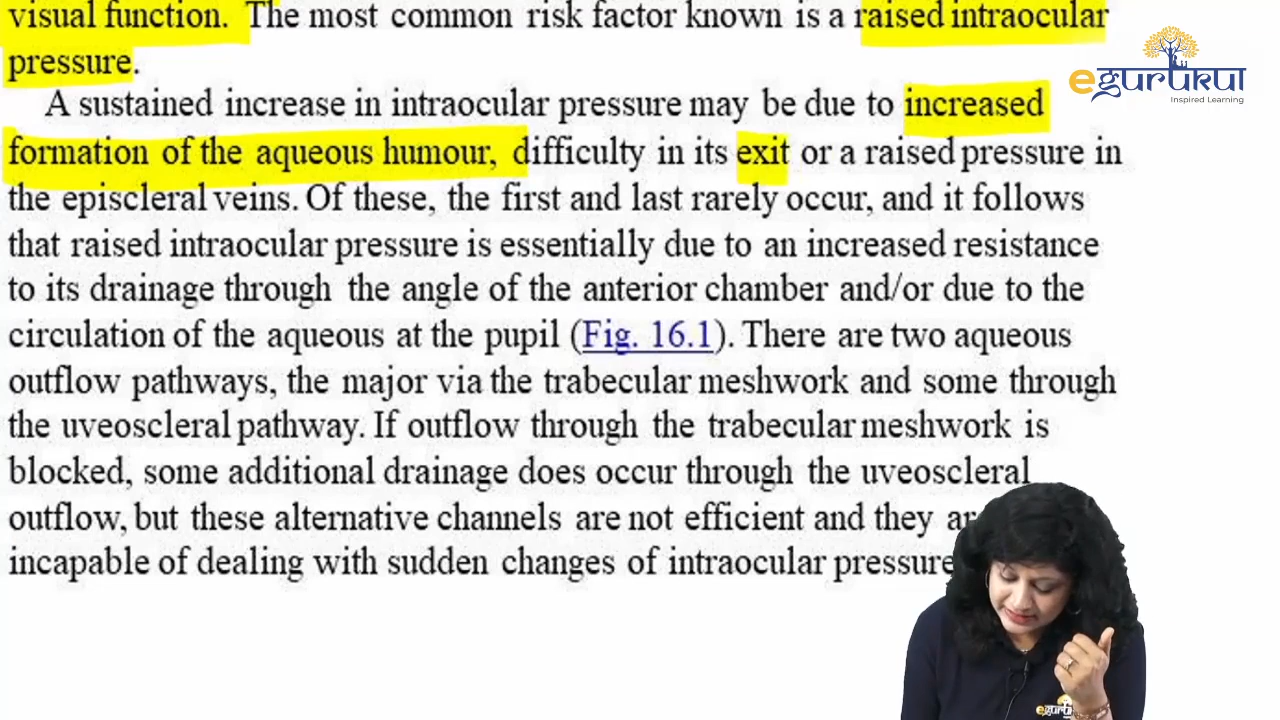 visual function. The most common risk factor known is a raised intraocular
pressure.
A sustained increase in intraocular pressure may be due to increased
formation of the aqueous humour, difficulty in its exit or a raised pressure in
the episcleral veins. Of these, the first and last rarely occur, and it follows
that raised intraocular pressure is essentially due to an increased resistance
to its drainage through the angle of the anterior chamber and/or due to the
circulation of the aqueous at the pupil (Fig. 16.1). There are two aqueous
outflow pathways, the major via the trabecular meshwork and some through
the uveoscleral pathway. If outflow through the trabecular meshwork is
blocked, some additional drainage does occur through the uveoscleral
outflow, but these alternative channels are not efficient and they
incapable of dealing with sudden changes of intraocular pressure
egurukul
Inspired Learning